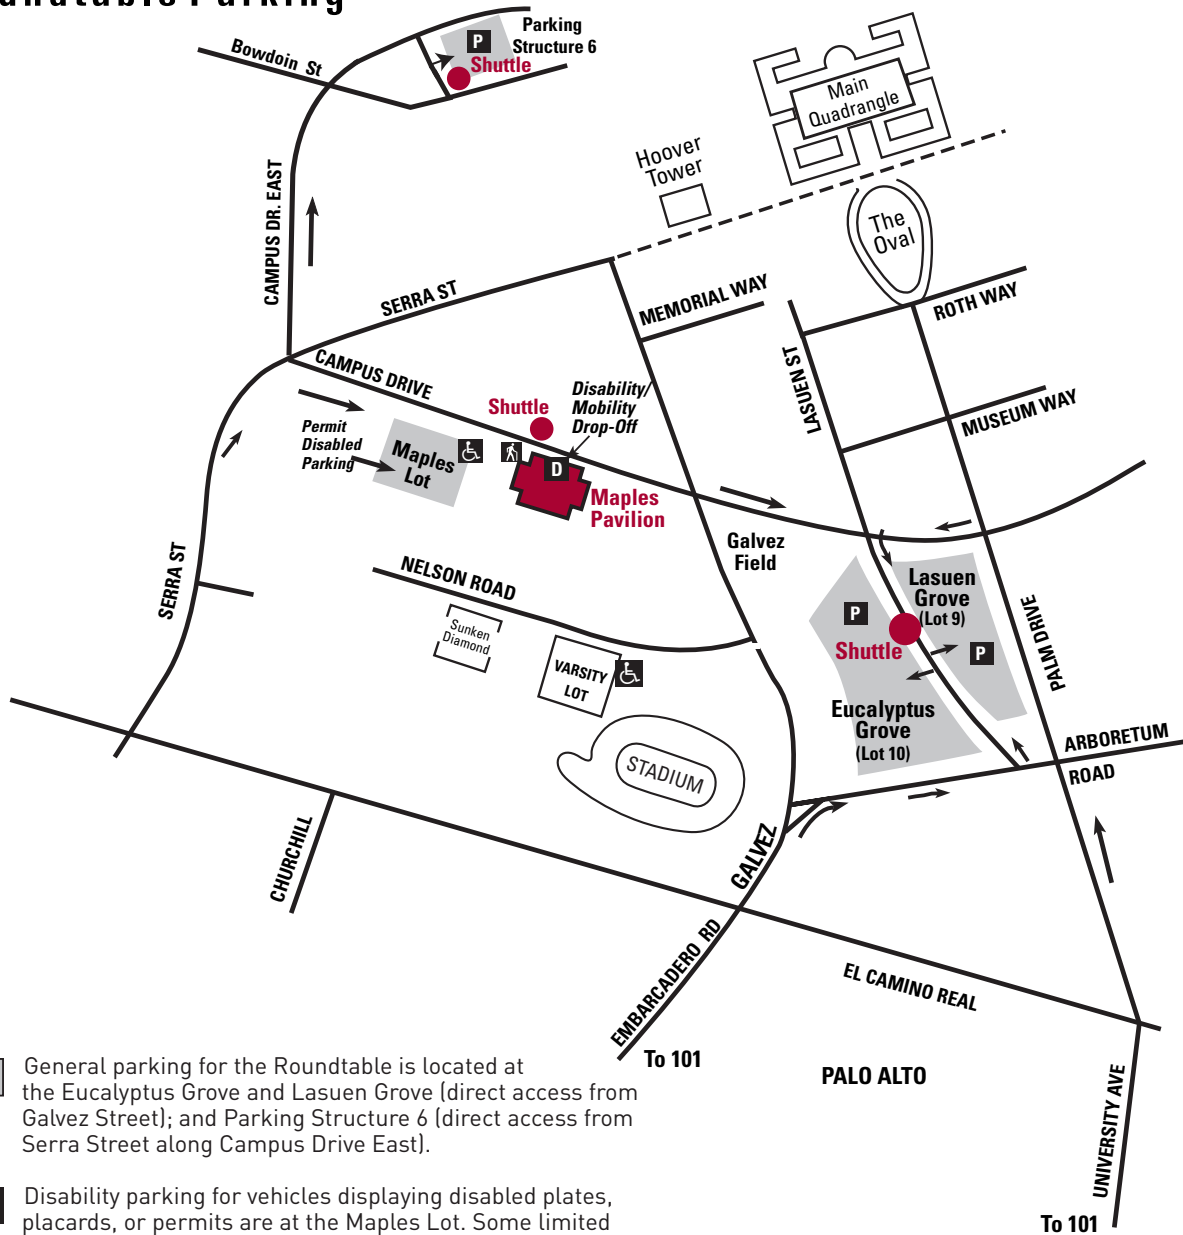 Parking
Parking
Structure 6
P
Shuttle
Bowdoin St
Main
Quadrangle
Hoover
Tower
The
Oval
CAMPUS DR. EAST
SERRA ST
MEMORIAL WAY
ROTH WAY
LASUEN ST
MUSEUM WAY
CAMPUS DRIVE
Shuttle
Disability/
Mobility
Drop-Off
Permit
Disabled
Parking
Maples
Lot
D
Maples
Pavilion
Galvez
Field
SERRA ST
NELSON ROAD
Sunken
Diamond
VARSITY
LOT
STADIUM
Lasuen
Grove
(Lot 9)
P
Shuttle
P
Eucalyptus
Grove
(Lot 10)
PALM DRIVE
ARBORETUM
ROAD
CHURCHILL
GALVEZ
EMBARCADERO RD
To 101
EL CAMINO REAL
PALO ALTO
UNIVERSITY AVE
To 101
General parking for the Roundtable is located at
the Eucalyptus Grove and Lasuen Grove (direct access from
Galvez Street); and Parking Structure 6 (direct access from
Serra Street along Campus Drive East).
Disability parking for vehicles displaying disabled plates,
placards, or permits are at the Maples Lot. Some limited